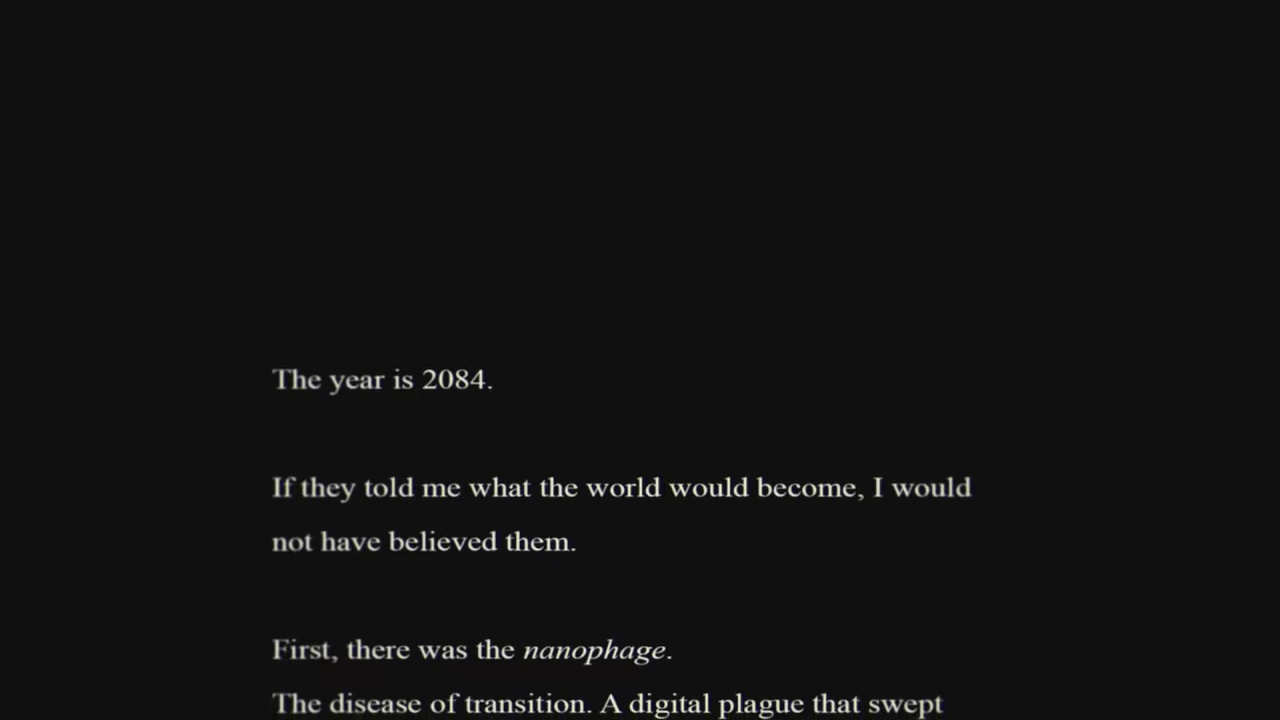 The year is 2084.
If they told me what the world would become, I would
not have believed them.
First, there was the nanophage.
The disease of transition. A digital plague that swept